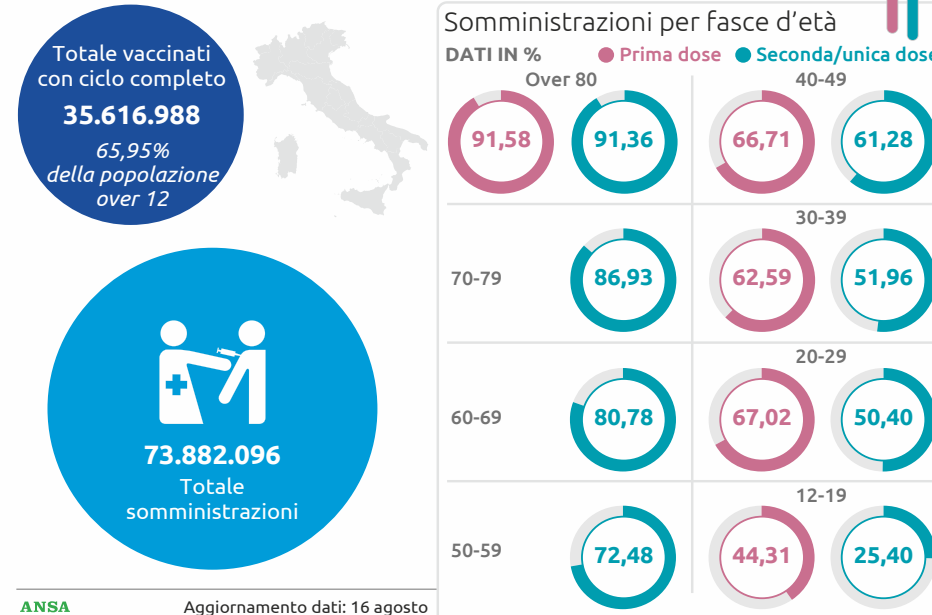 Totale vaccinati
con ciclo completo
35.616.988
65,95%
della popolazione
over 12
73.882.096
Totale
somministrazioni
ANSA
Aggiornamento dati: 16 agosto
Somministrazioni per fasce d'età
DATI IN %
Prima dose
Seconda/unica dose
Over 80
91,58
91,36
70-79
86,93
60-69
80,78
50-59
72,48
40-49
66,71
61,28
30-39
62,59
51,96
20-29
67,02
50,40
12-19
44,31
25,40